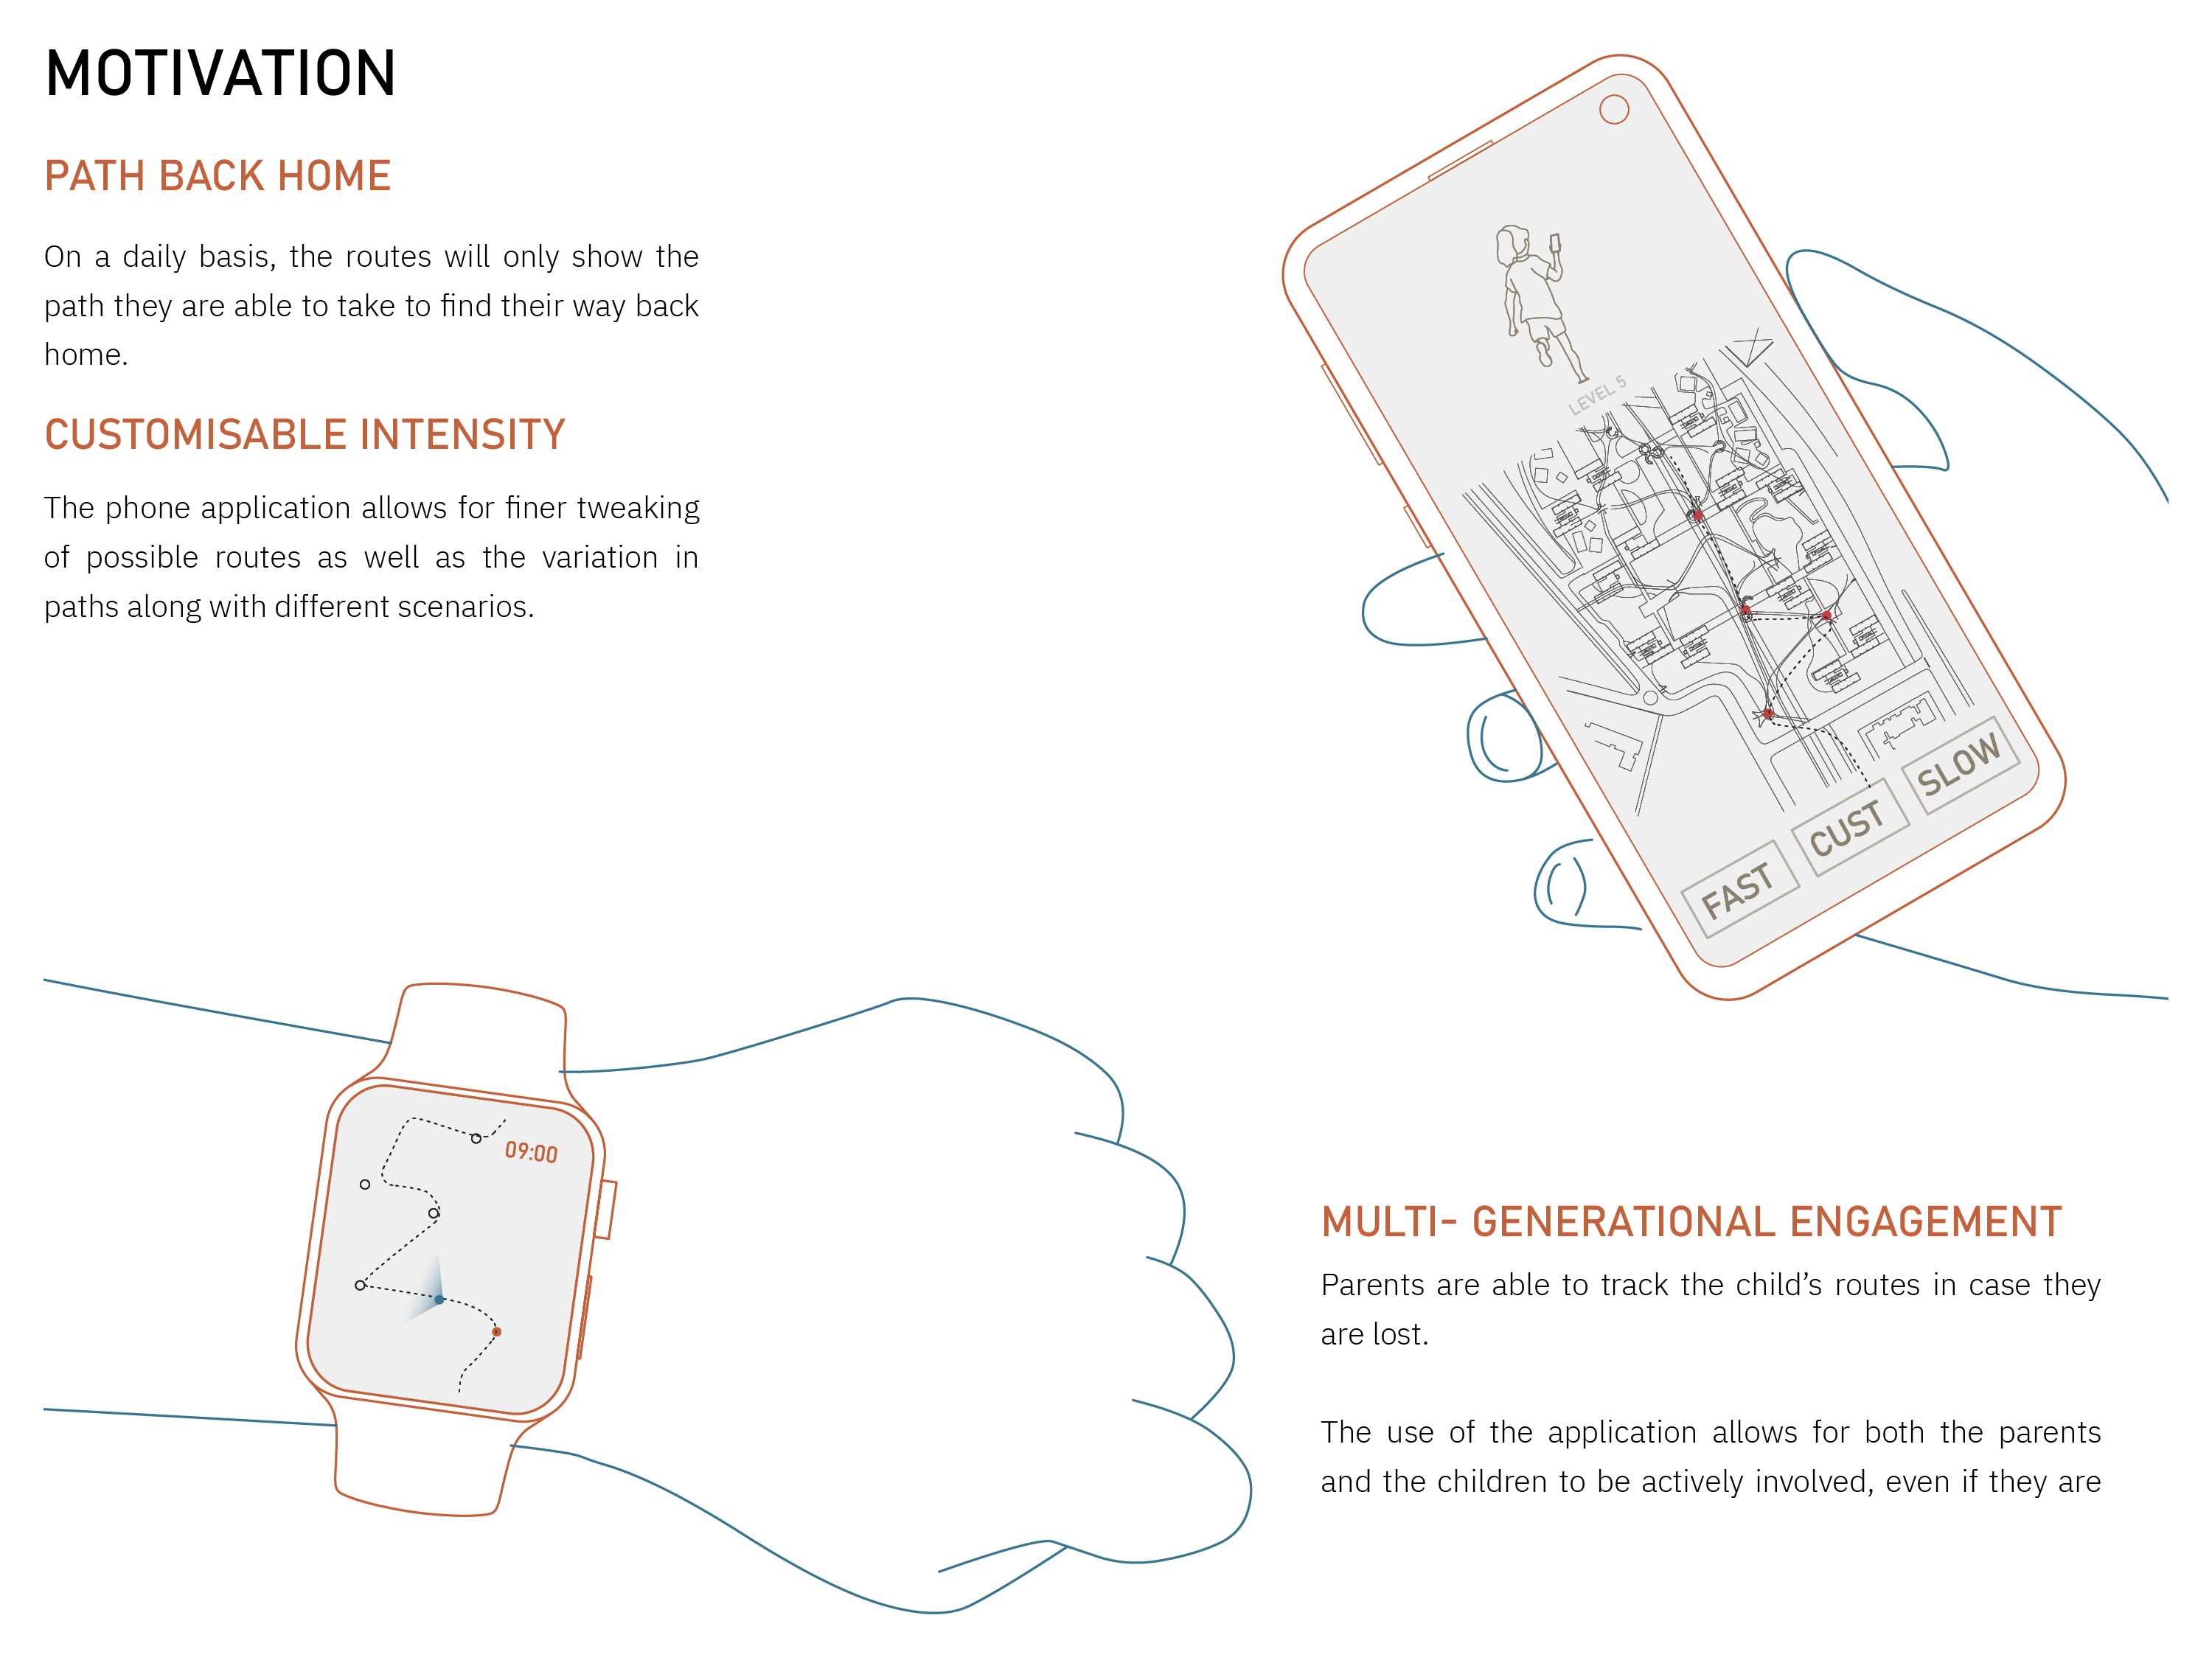 MOTIVATION
PATH BACK HOME
On a daily basis, the routes will only show the
path they are able to take to find their way back
home.
CUSTOMISABLE INTENSITY
The phone application allows for finer tweaking
of possible routes as well as the variation in
paths along with different scenarios.
LEVEL 5
FAST
CUST
SLOW
09:00
MULTI- GENERATIONAL ENGAGEMENT
Parents are able to track the child’s routes in case they
are lost.
The use of the application allows for both the parents
and the children to be actively involved, even if they are